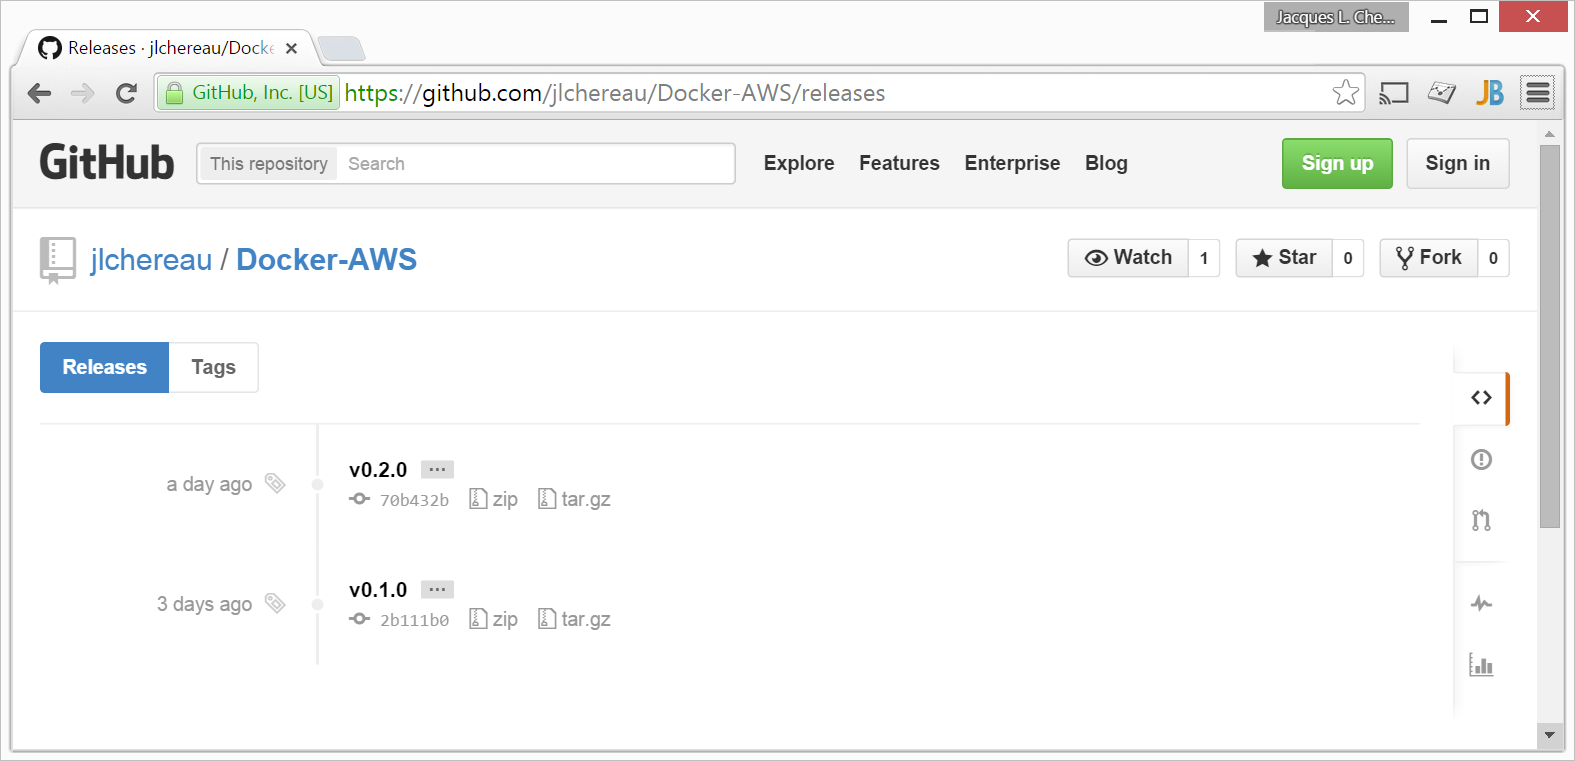 Jacques L. Che...
Releases · jlchereau/Docke
GitHub, Inc. [US] https://github.com/jlchereau/Docker-AWS/releases
JB
GitHub This repository Search Explore Features Enterprise Blog Sign up Sign in
jlchereau / Docker-AWS Watch 1 Star 0 Fork 0
Releases Tags
v0.2.0 ...
a day ago
70b432b zip tar.gz
v0.1.0 ...
3 days ago
2b111b0 zip tar.gz